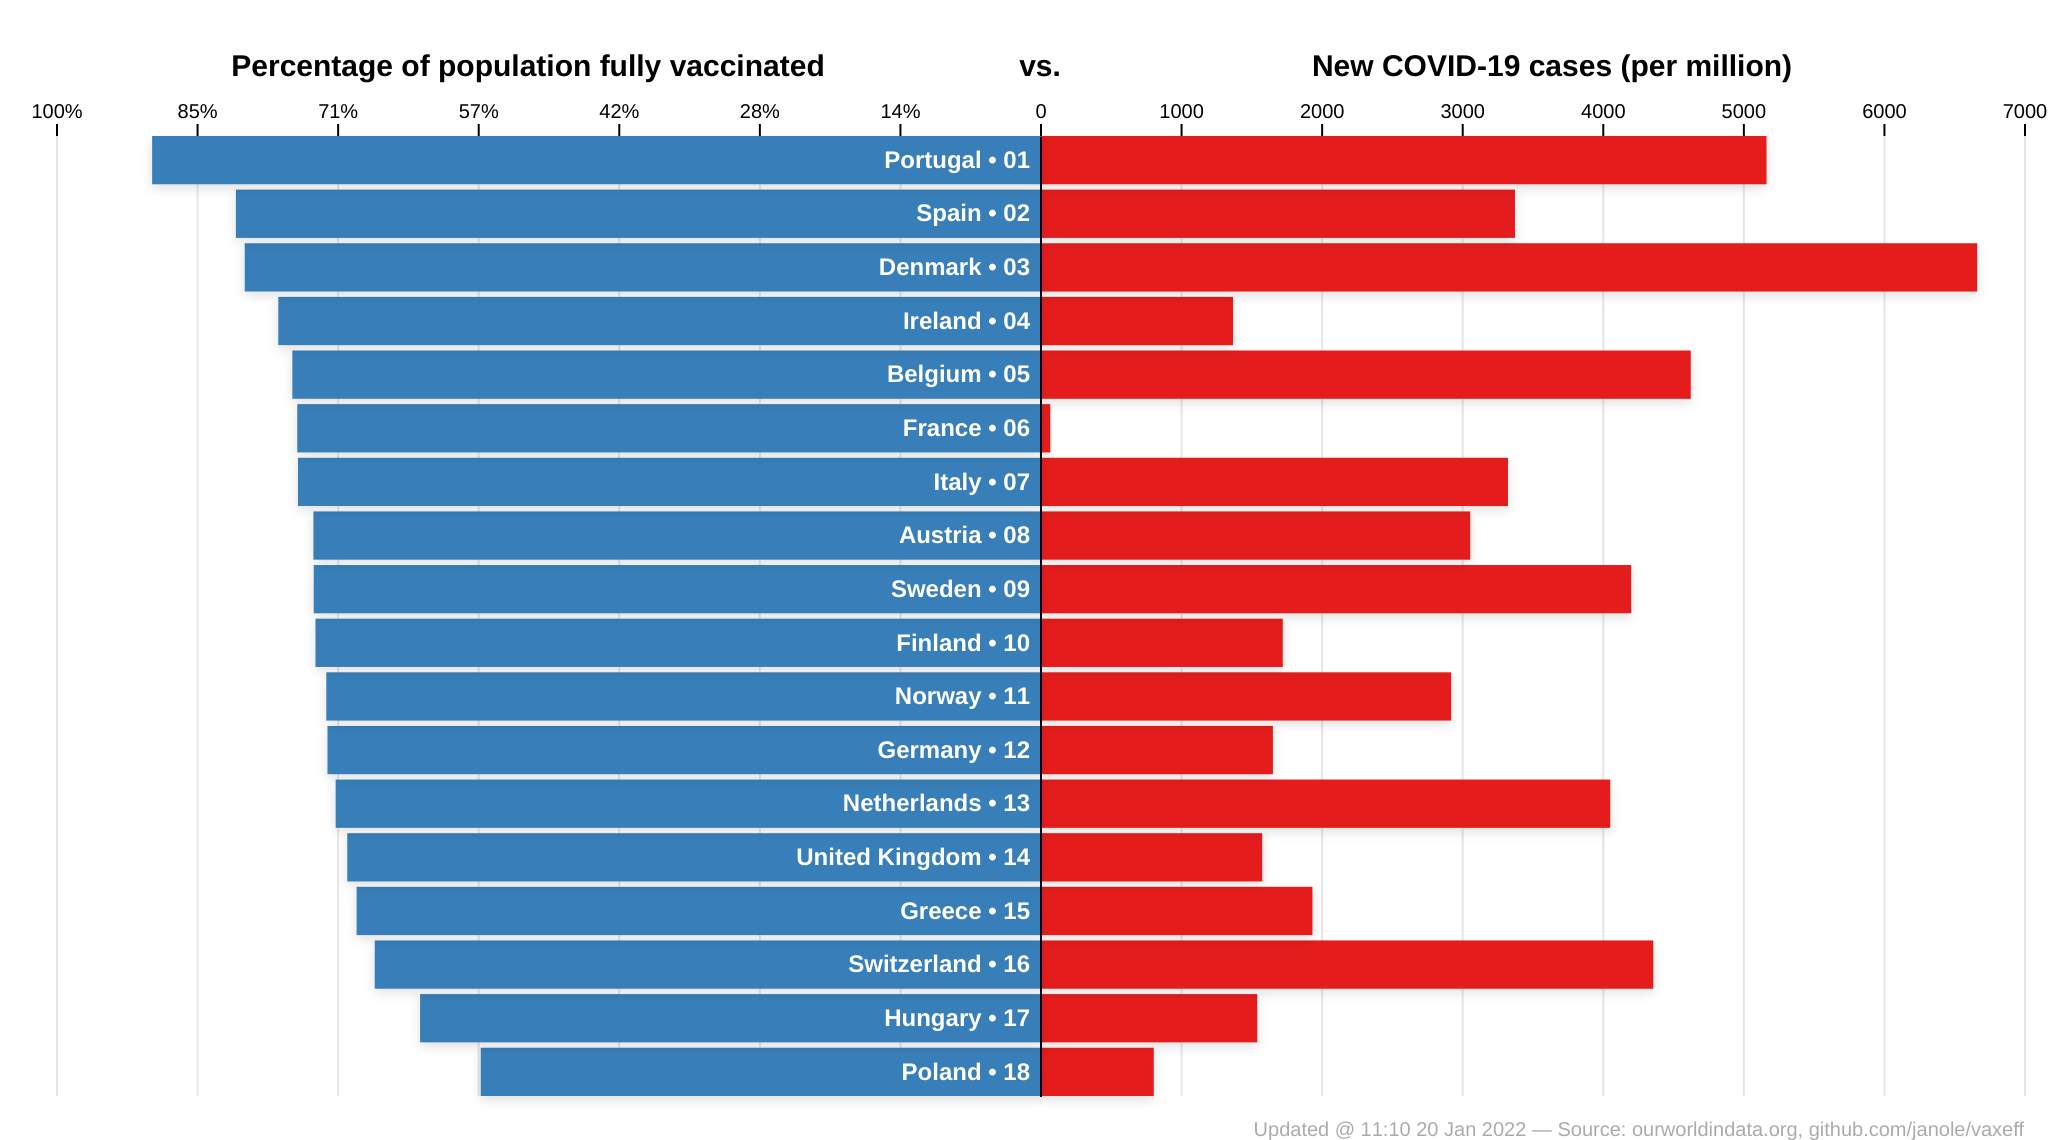 Percentage of population fully vaccinated vs. New COVID-19 cases (per million)
100% 85% 71% 57% 42% 28% 14% 0 1000 2000 3000 4000 5000 6000 7000
Portugal • 01
Spain • 02
Denmark • 03
Ireland • 04
Belgium • 05
France • 06
Italy • 07
Austria • 08
Sweden • 09
Finland • 10
Norway • 11
Germany • 12
Netherlands • 13
United Kingdom • 14
Greece • 15
Switzerland • 16
Hungary • 17
Poland • 18
Updated @ 11:10 20 Jan 2022 — Source: ourworldindata.org, github.com/janole/vaxeff